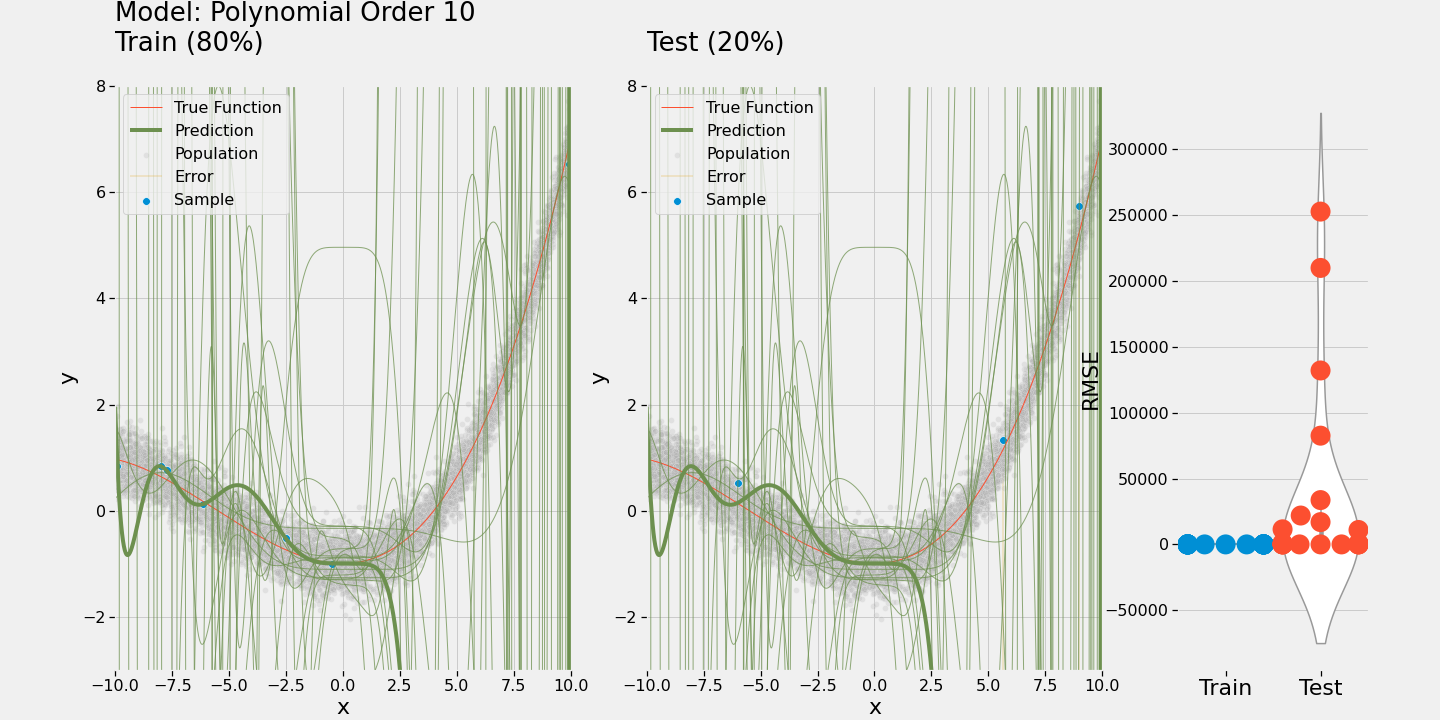 Model: Polynomial Order 10
Train (80%)
Test (20%)
8
6
4
2
0
−2
y
True Function
Prediction
Population
Error
Sample
−10.0 −7.5 −5.0 −2.5 0.0 2.5 5.0 7.5 10.0
x
8
6
4
2
0
−2
y
True Function
Prediction
Population
Error
Sample
−10.0 −7.5 −5.0 −2.5 0.0 2.5 5.0 7.5 10.0
x
300000
250000
200000
150000
100000
50000
0
−50000
RMSE
Train Test